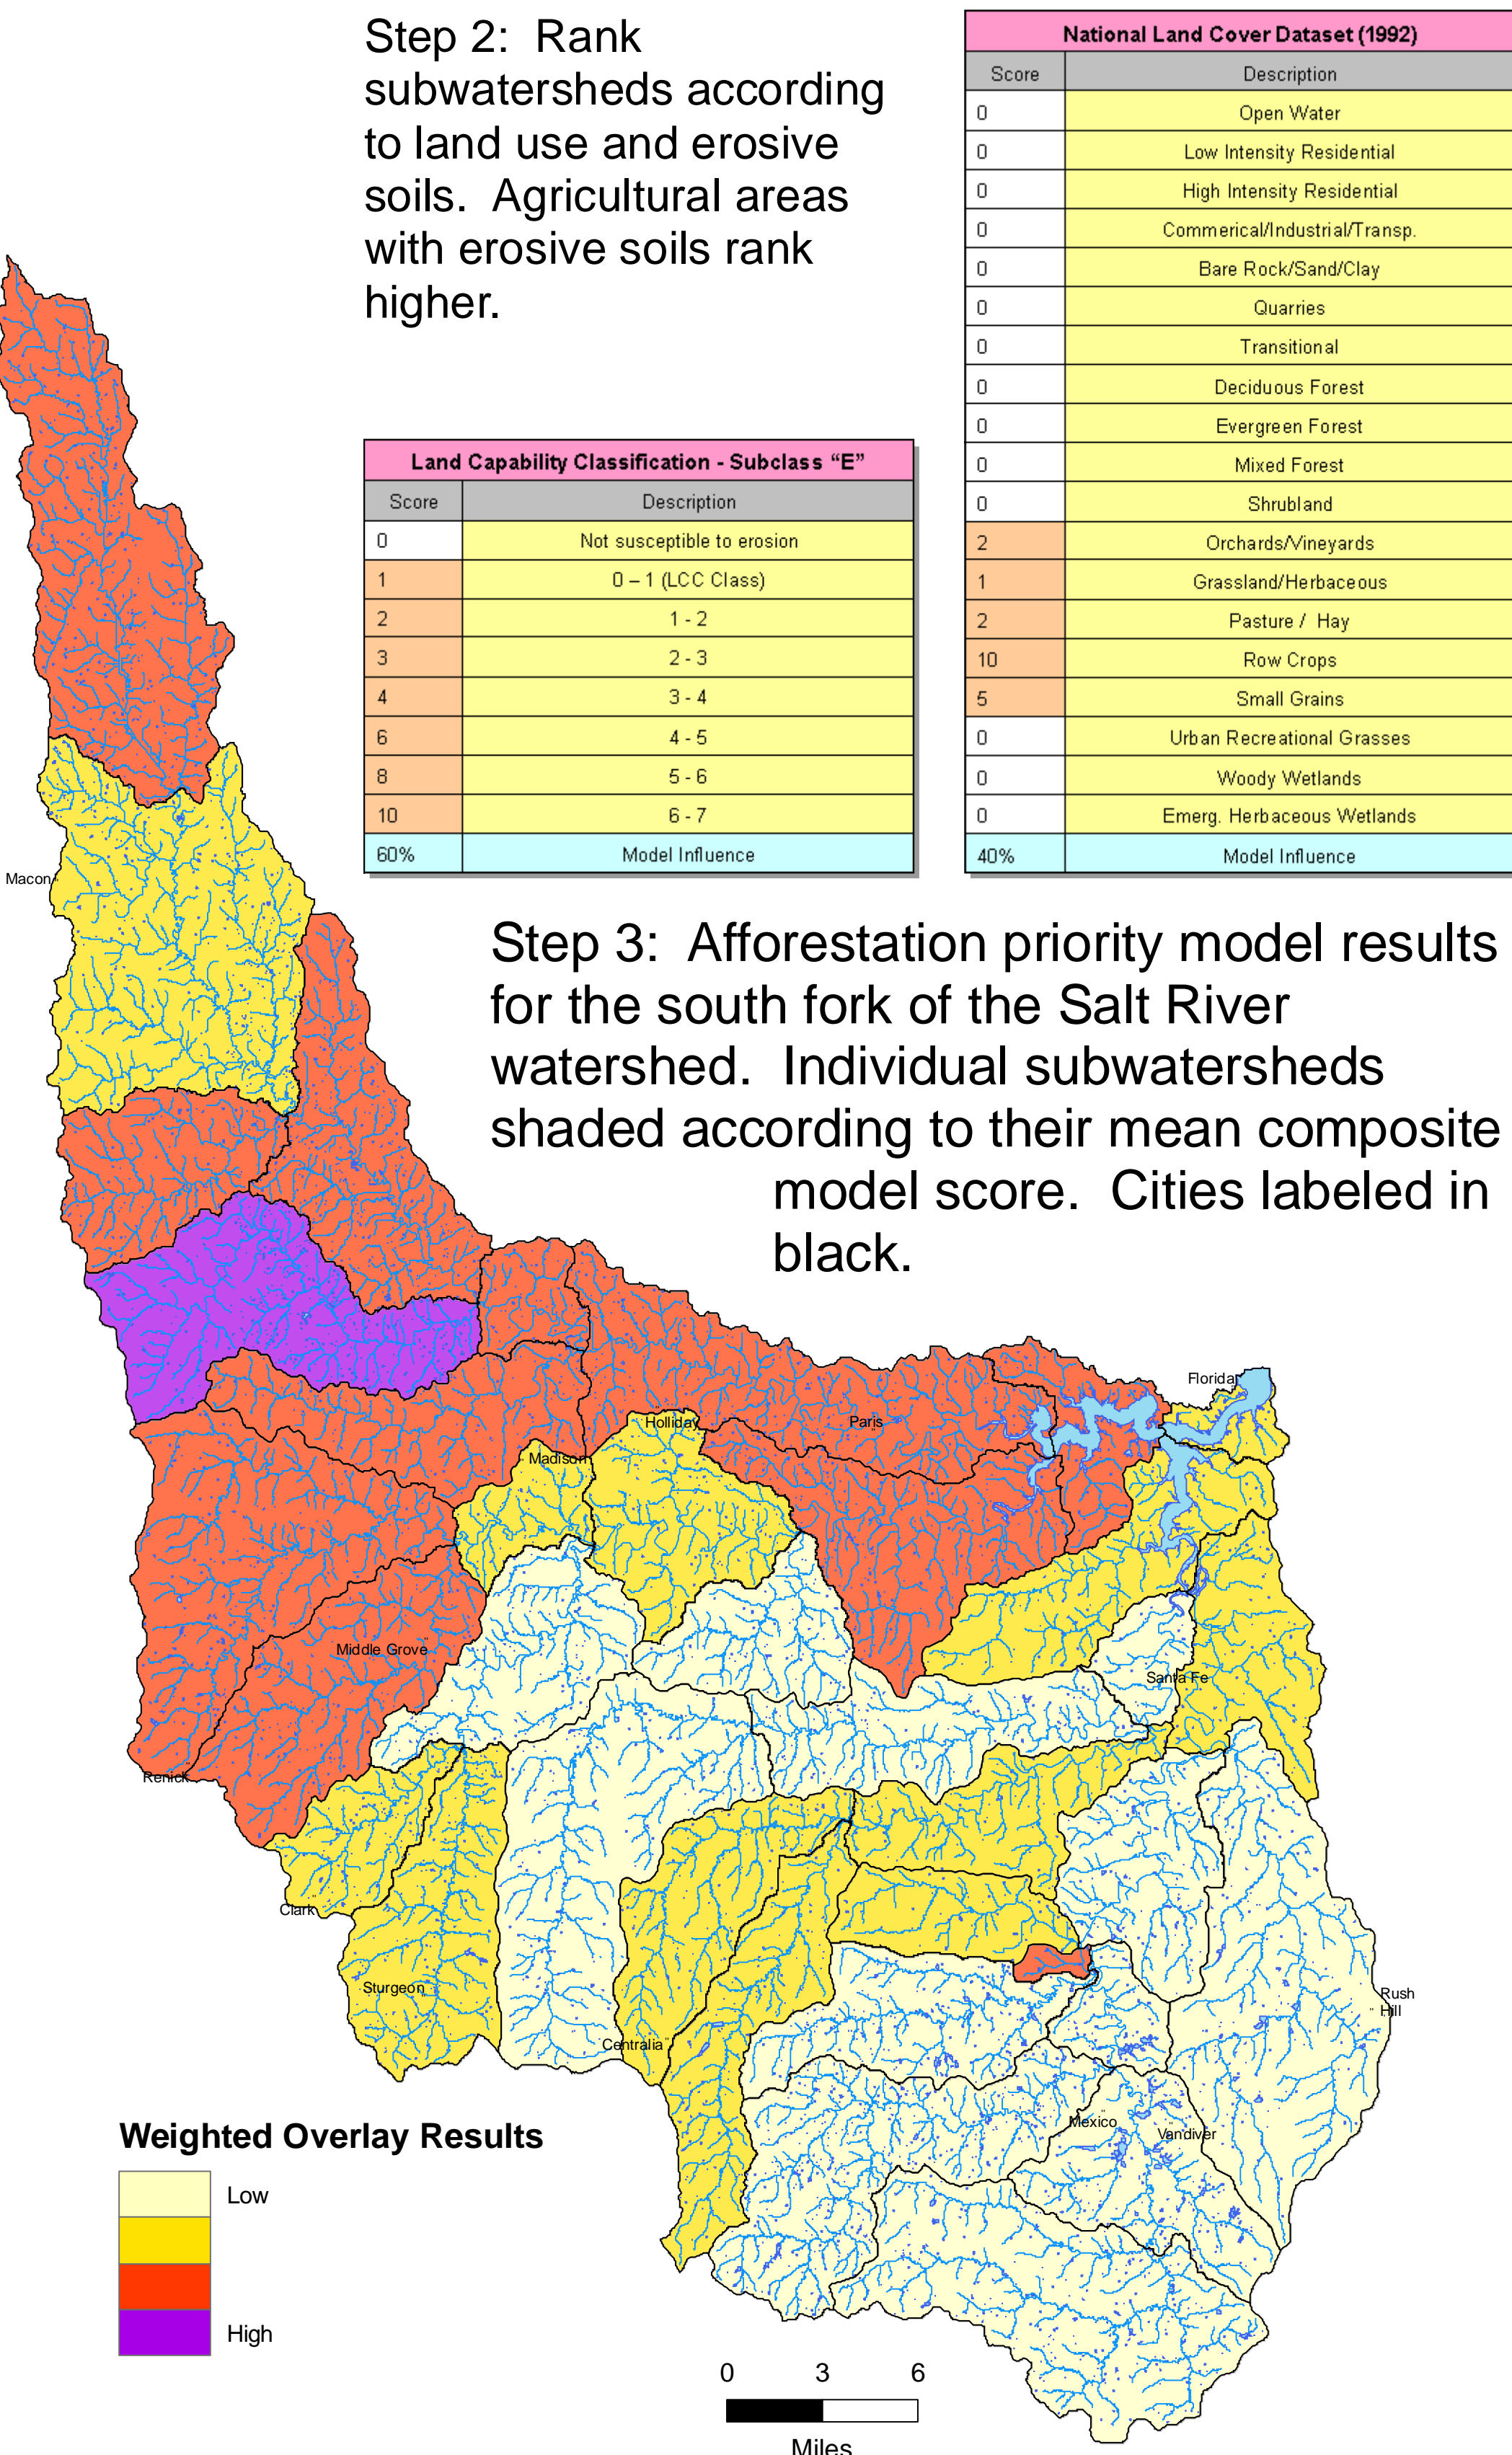 Step 2:  Rank
subwatersheds according
to land use and erosive
soils.  Agricultural areas
with erosive soils rank
higher.
National Land Cover Dataset (1992)
Score Description
0 Open Water
0 Low Intensity Residential
0 High Intensity Residential
0 Commerical/Industrial/Transp.
0 Bare Rock/Sand/Clay
0 Quarries
0 Transitional
0 Deciduous Forest
0 Evergreen Forest
0 Mixed Forest
0 Shrubland
2 Orchards/Vineyards
1 Grassland/Herbaceous
2 Pasture /  Hay
10 Row Crops
5 Small Grains
0 Urban Recreational Grasses
0 Woody Wetlands
0 Emerg. Herbaceous Wetlands
40% Model Influence
Land Capability Classification - Subclass “E”
Score Description
0 Not susceptible to erosion
1 0 – 1 (LCC Class)
2 1 - 2
3 2 - 3
4 3 - 4
6 4 - 5
8 5 - 6
10 6 - 7
60% Model Influence
Step 3:  Afforestation priority model results
for the south fork of the Salt River
watershed.  Individual subwatersheds
shaded according to their mean composite
model score.  Cities labeled in
black.
Macon
Florida
Holliday
Paris
Madison
Middle Grove
Santa Fe
Renick
Clark
Sturgeon
Rush
Hill
Centralia
Mexico
Vandiver
Weighted Overlay Results
Low
High
0 3 6
Miles